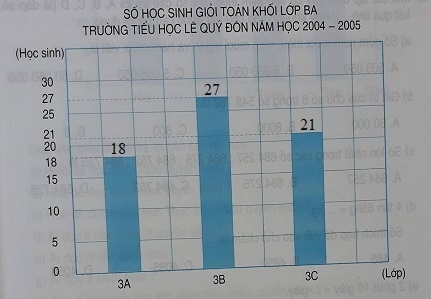 SỐ HỌC SINH GIỎI TOÁN KHỐI LỚP BA
TRƯỜNG TIỂU HỌC LÊ QUÝ ĐÔN NĂM HỌC 2004 – 2005
(Học sinh)
30
27
25
21
20
18
15
10
5
0
18
27
21
3A
3B
3C
(Lớp)